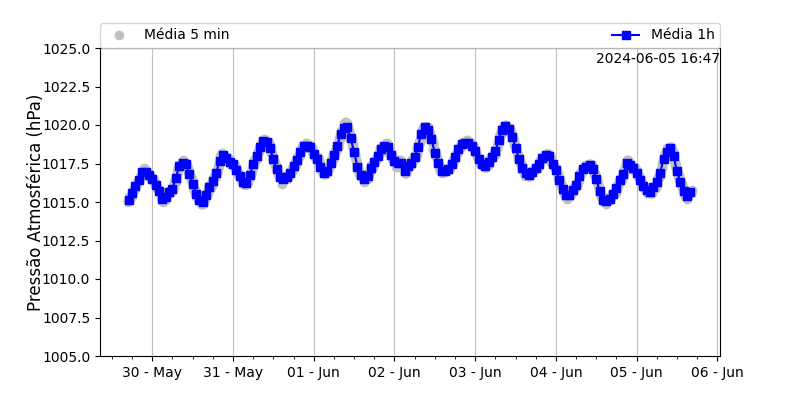 Média 5 min
Média 1h
2024-06-05 16:47
Pressão Atmosférica (hPa)
1025.0
1022.5
1020.0
1017.5
1015.0
1012.5
1010.0
1007.5
1005.0
30 - May 31 - May 01 - Jun 02 - Jun 03 - Jun 04 - Jun 05 - Jun 06 - Jun